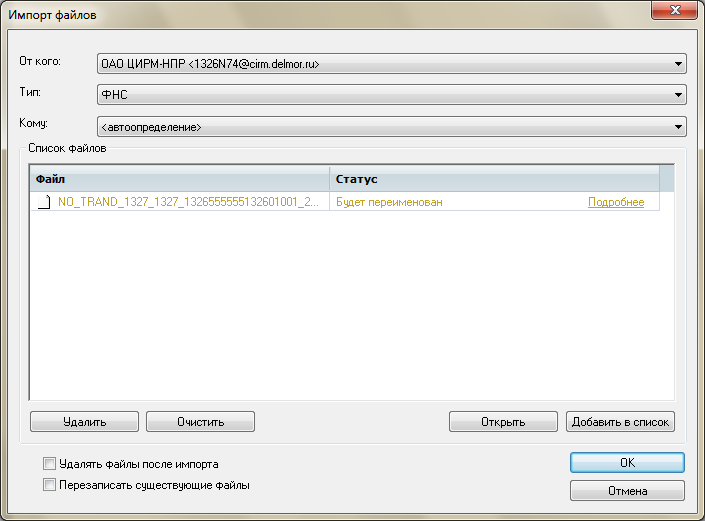 Импорт файлов
От кого: ОАО ЦИРМ-НПР <1326N74@cirm.delmor.ru>
Тип: ФНС
Кому: <автоопределение>
Список файлов
Файл Статус
NO_TRAND_1327_1327_1326555555132601001_2... Будет переименован Подробнее
Удалить Очистить Открыть Добавить в список
Удалять файлы после импорта
OK
Перезаписать существующие файлы
Отмена